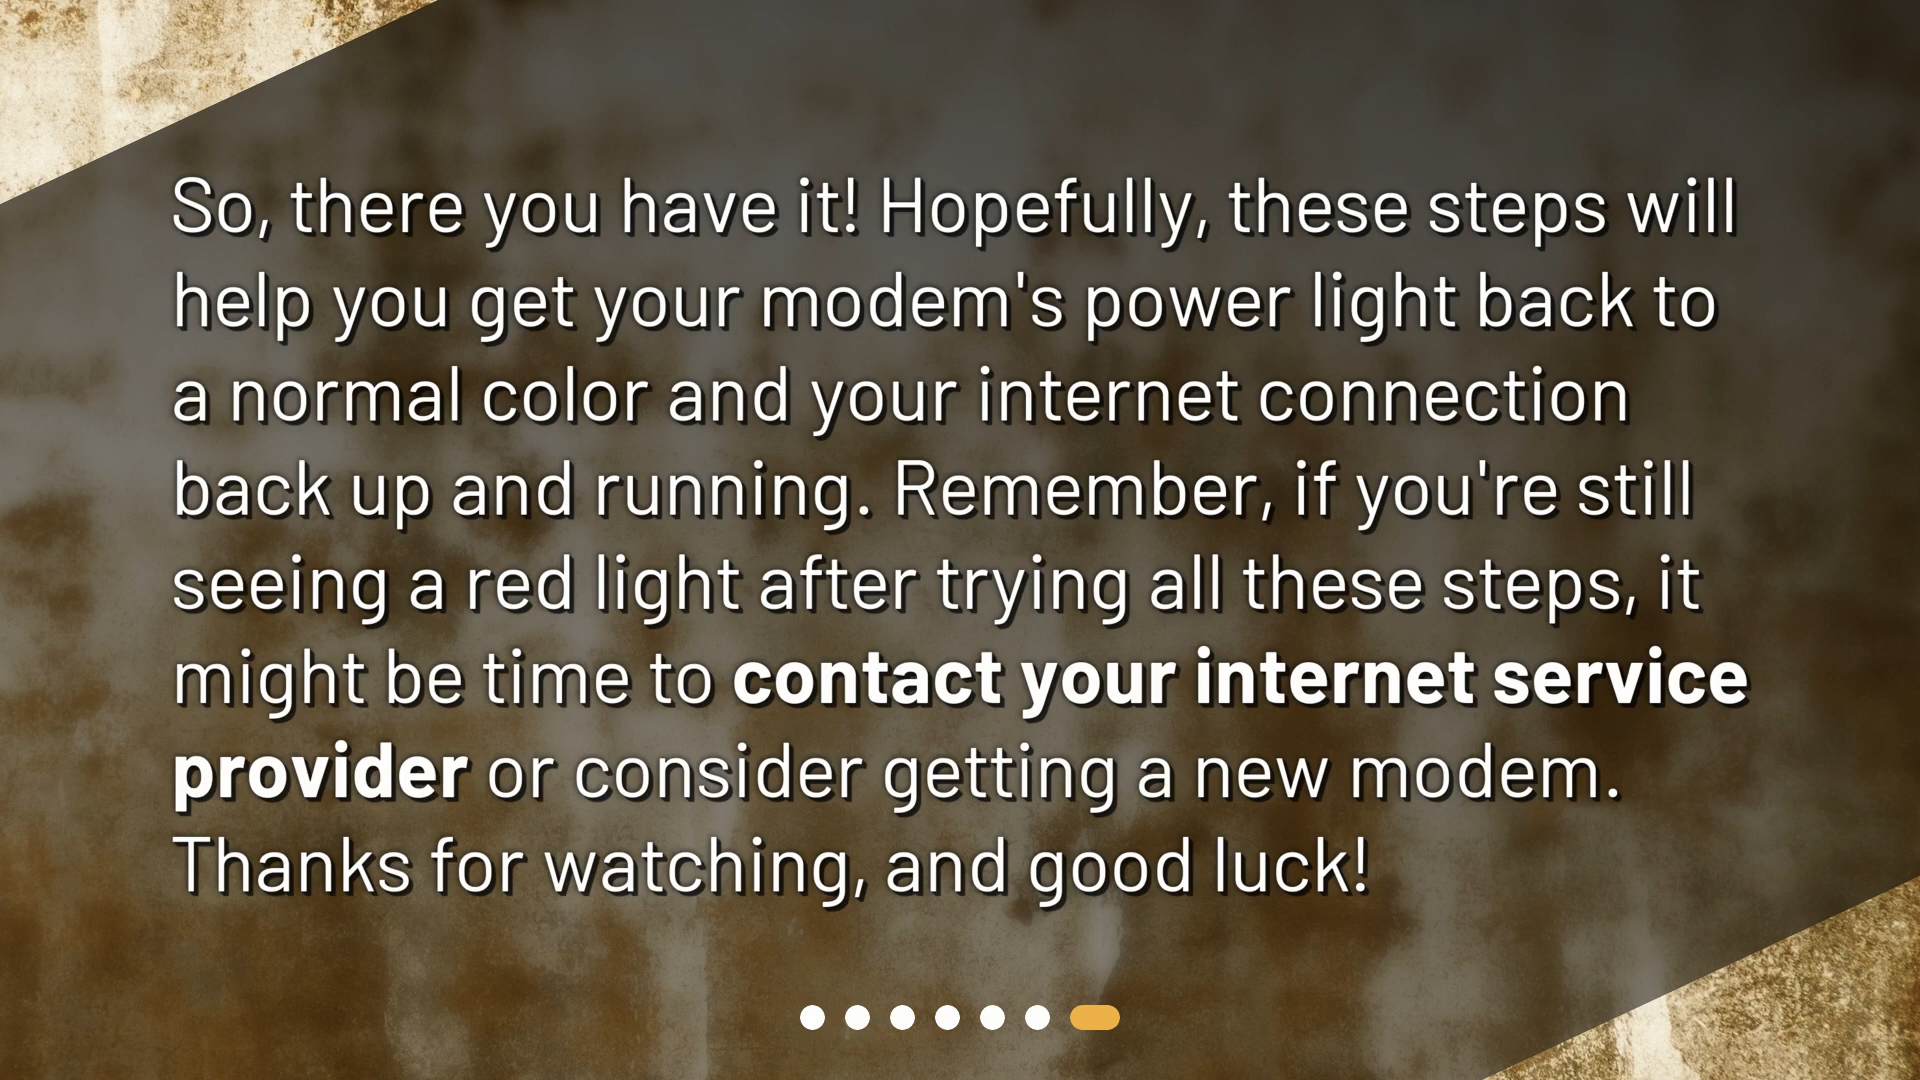 So, there you have it! Hopefully, these steps will
help you get your modem's power light back to
a normal color and your internet connection
back up and running. Remember, if you're still
seeing a red light after trying all these steps, it
might be time to contact your internet service
provider or consider getting a new modem.
Thanks for watching, and good luck!